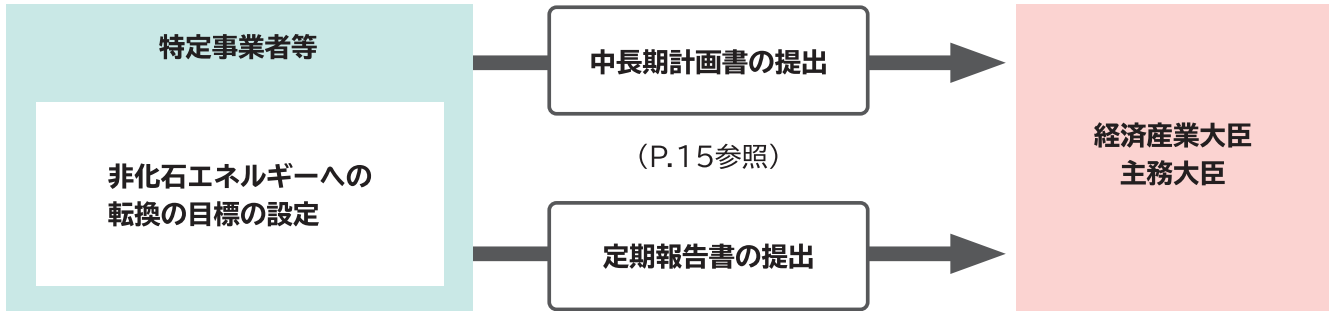 特定事業者等
非化石エネルギーへの
転換の目標の設定
中長期計画書の提出
（P.15参照）
定期報告書の提出
経済産業大臣
主務大臣